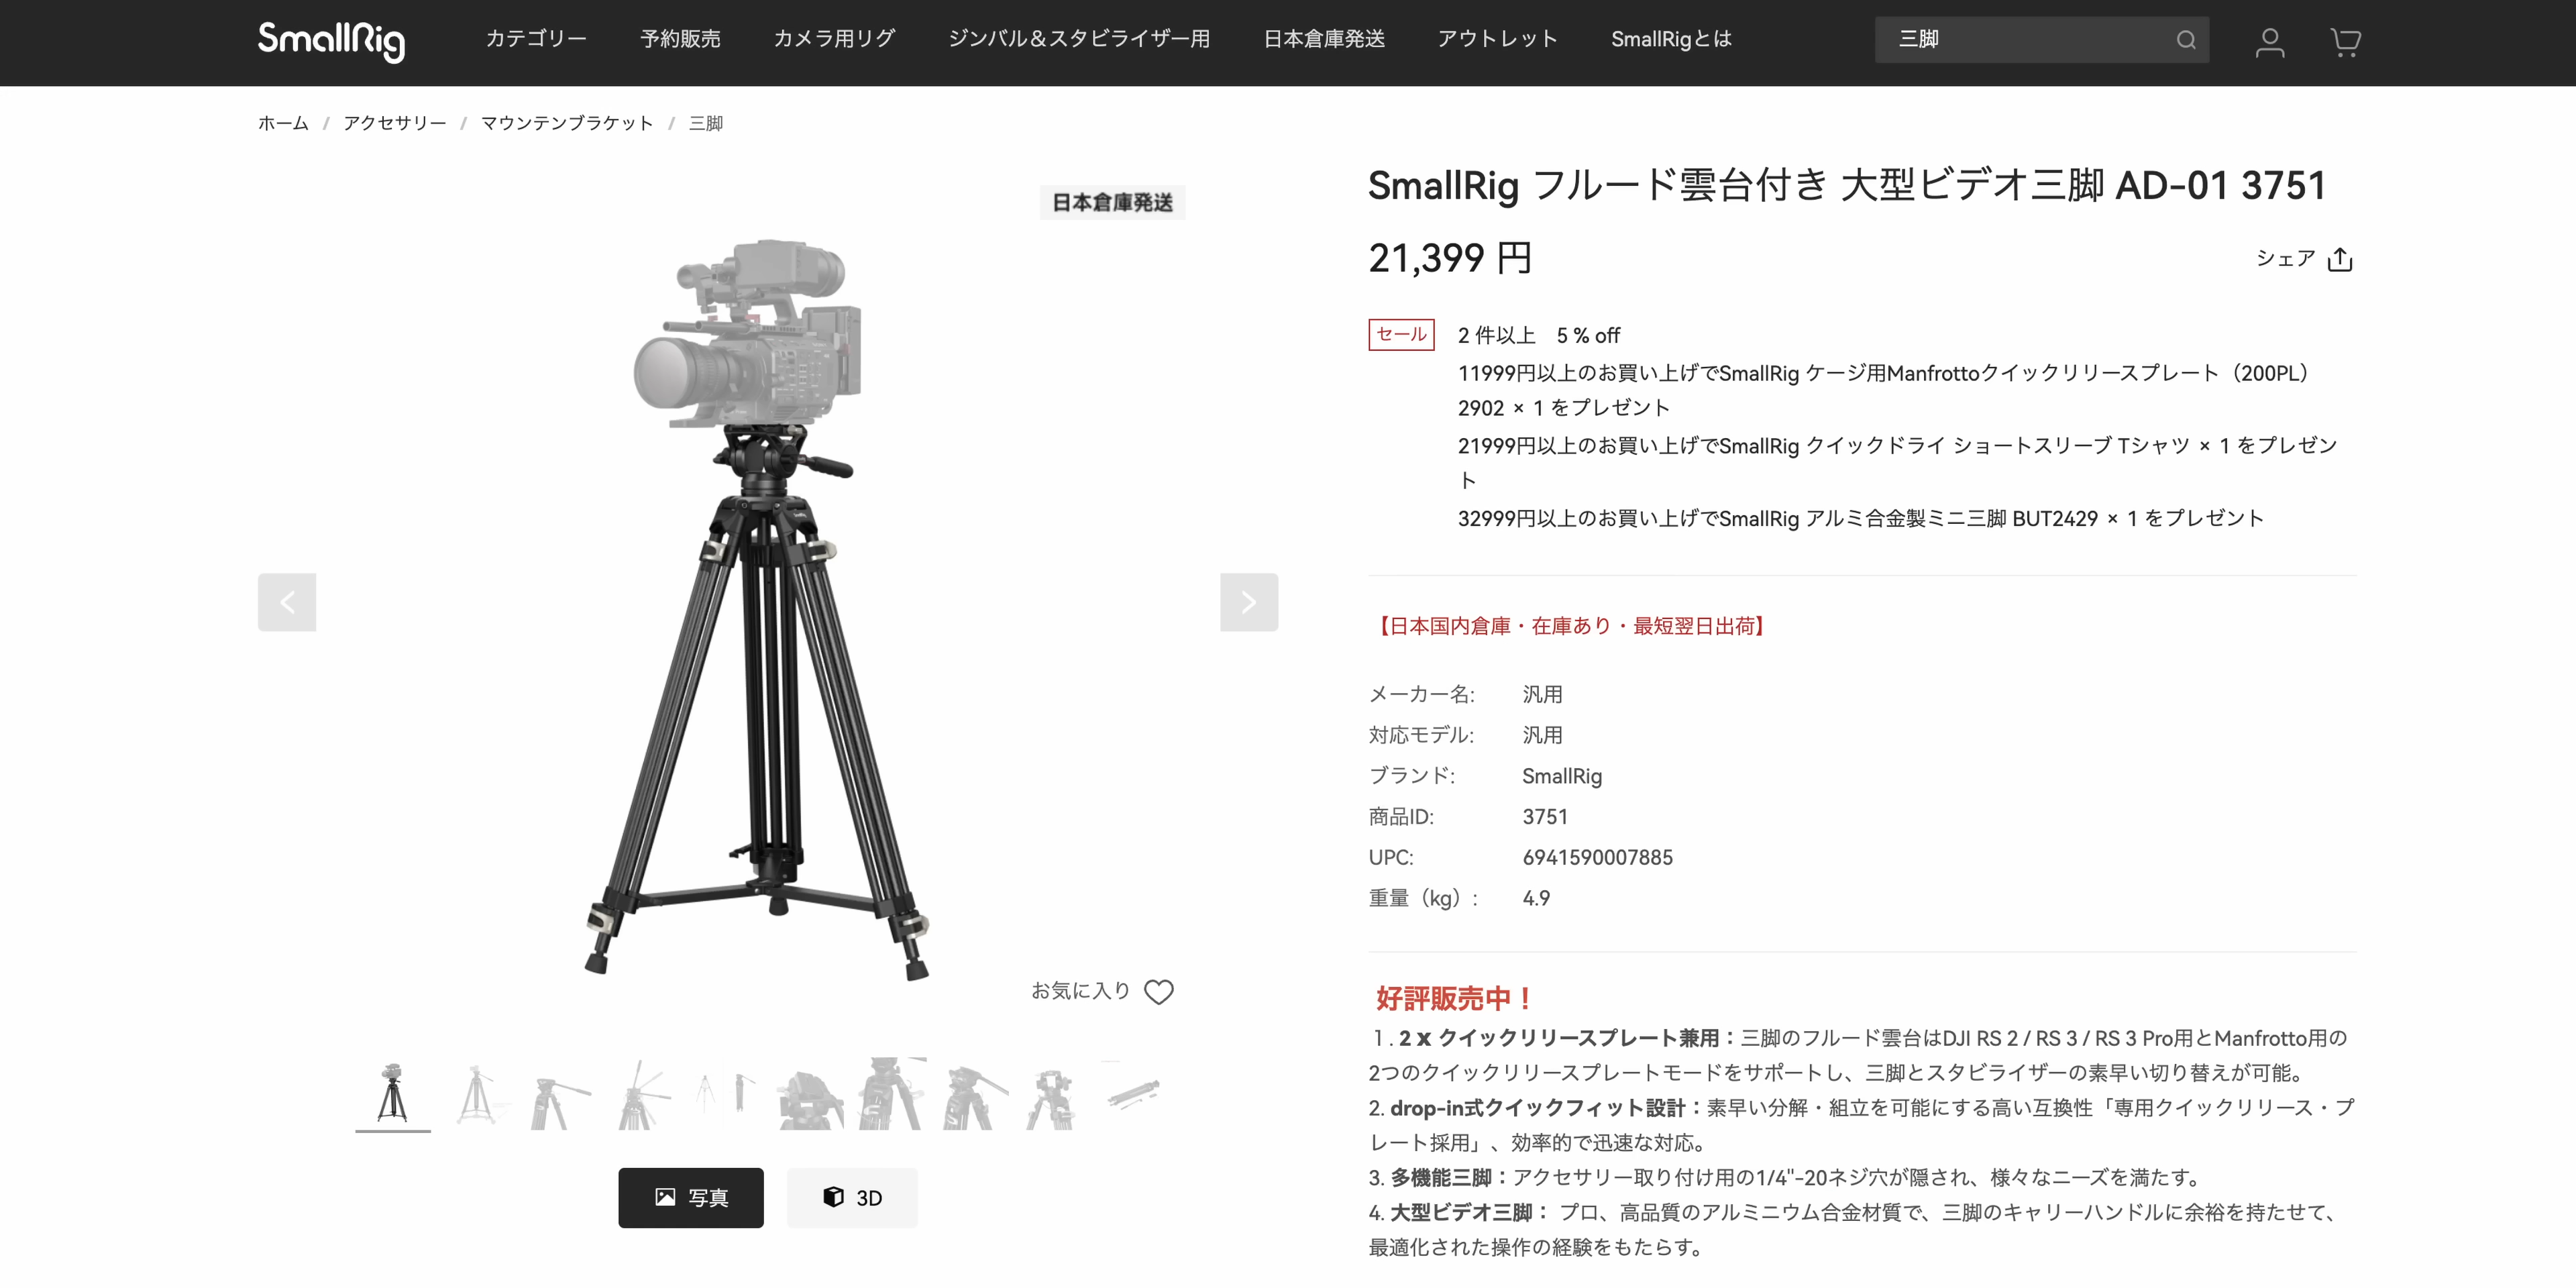 SmallRig
カテゴリー
予約販売
カメラ用リグ
ジンバル＆スタビライザー用
日本倉庫発送
アウトレット
SmallRigとは
三脚
ホーム / アクセサリー / マウンテンブラケット / 三脚
日本倉庫発送
お気に入り
写真
3D
SmallRig フルード雲台付き 大型ビデオ三脚 AD-01 3751
21,399 円
シェア
セール 2 件以上 5 % off
11999円以上のお買い上げでSmallRig ケージ用Manfrottoクイックリリースプレート（200PL）
2902 × 1 をプレゼント
21999円以上のお買い上げでSmallRig クイックドライ ショートスリーブ Tシャツ × 1 をプレゼン
ト
32999円以上のお買い上げでSmallRig アルミ合金製ミニ三脚 BUT2429 × 1 をプレゼント
【日本国内倉庫・在庫あり・最短翌日出荷】
メーカー名: 汎用
対応モデル: 汎用
ブランド: SmallRig
商品ID: 3751
UPC: 6941590007885
重量（kg）: 4.9
好評販売中！
１. 2 x クイックリリースプレート兼用：三脚のフルード雲台はDJI RS 2 / RS 3 / RS 3 Pro用とManfrotto用の
2つのクイックリリースプレートモードをサポートし、三脚とスタビライザーの素早い切り替えが可能。
2. drop-in式クイックフィット設計：素早い分解・組立を可能にする高い互換性「専用クイックリリース・プ
レート採用」、効率的で迅速な対応。
3. 多機能三脚：アクセサリー取り付け用の1/4"-20ネジ穴が隠され、様々なニーズを満たす。
4. 大型ビデオ三脚： プロ、高品質のアルミニウム合金材質で、三脚のキャリーハンドルに余裕を持たせて、
最適化された操作の経験をもたらす。